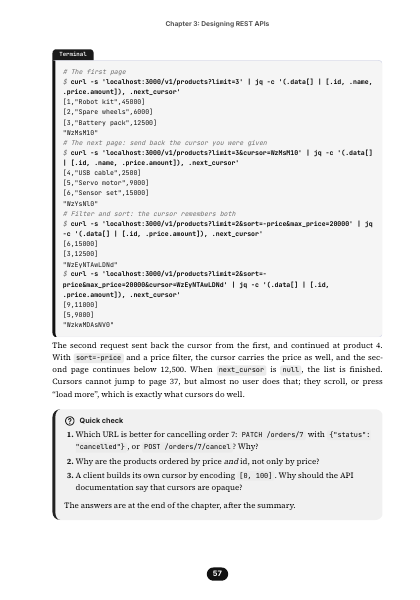 Chapter 3: Designing REST APIs
Terminal
# The first page
$ curl -s 'localhost:3000/v1/products?limit=3' | jq -c '(.data[] | [.id, .name,
.price.amount]), .next_cursor'
[1,"Robot kit",45000]
[2,"Spare wheels",6000]
[3,"Battery pack",12500]
"WzMsM10"
# The next page: send back the cursor you were given
$ curl -s 'localhost:3000/v1/products?limit=3&cursor=WzMsM10' | jq -c '(.data[]
| [.id, .name, .price.amount]), .next_cursor'
[4,"USB cable",2500]
[5,"Servo motor",9000]
[6,"Sensor set",15000]
"WzYsNl0"
# Filter and sort: the cursor remembers both
$ curl -s 'localhost:3000/v1/products?limit=2&sort=-price&max_price=20000' | jq
-c '(.data[] | [.id, .price.amount]), .next_cursor'
[6,15000]
[3,12500]
"WzEyNTAwLDNd"
$ curl -s 'localhost:3000/v1/products?limit=2&sort=-
price&max_price=20000&cursor=WzEyNTAwLDNd' | jq -c '(.data[] | [.id,
.price.amount]), .next_cursor'
[9,11000]
[5,9000]
"WzkwMDAsNV0"
The second request sent back the cursor from the first, and continued at product 4.
With sort=-price and a price filter, the cursor carries the price as well, and the sec-
ond page continues below 12,500. When next_cursor is null, the list is finished.
Cursors cannot jump to page 37, but almost no user does that; they scroll, or press
“load more”, which is exactly what cursors do well.
Quick check
1. Which URL is better for cancelling order 7: PATCH /orders/7 with {"status":
"cancelled"}, or POST /orders/7/cancel? Why?
2. Why are the products ordered by price and id, not only by price?
3. A client builds its own cursor by encoding [0, 100]. Why should the API
documentation say that cursors are opaque?
The answers are at the end of the chapter, after the summary.
57